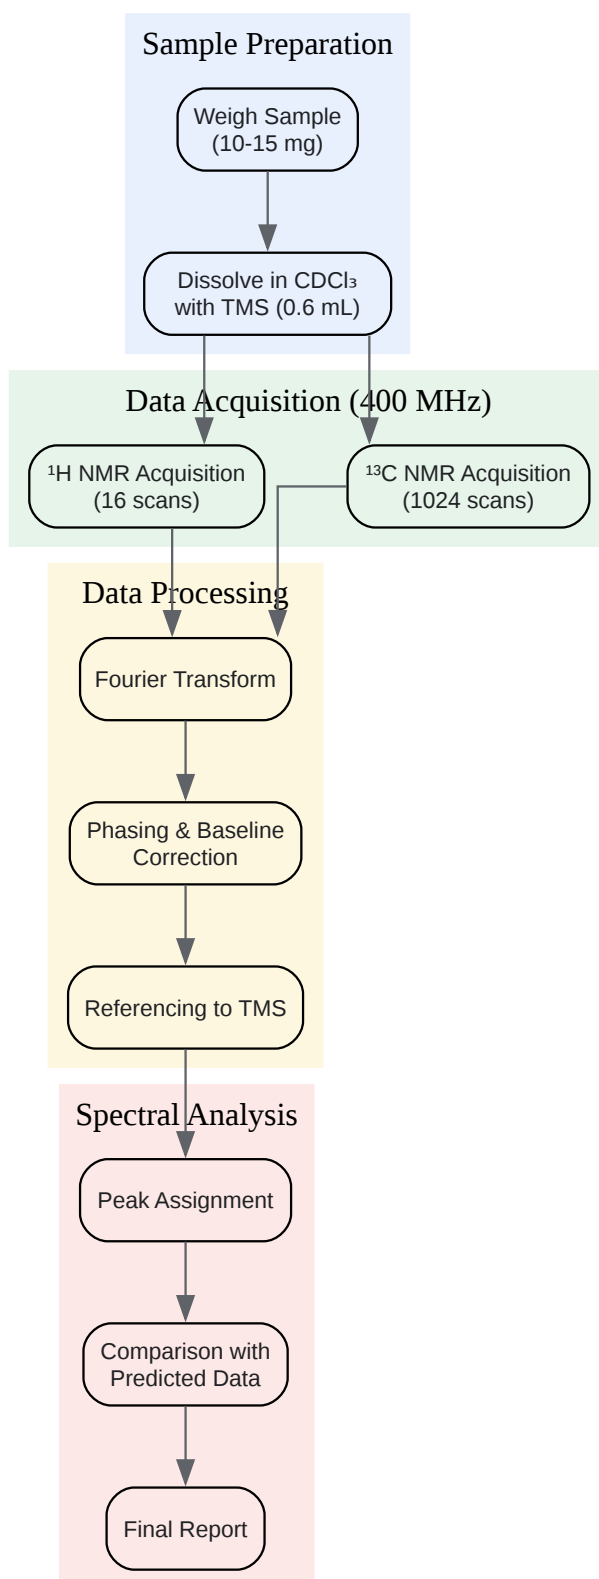 Sample Preparation
Weigh Sample
(10-15 mg)
Dissolve in CDCl₃
with TMS (0.6 mL)
Data Acquisition (400 MHz)
¹H NMR Acquisition
(16 scans)
¹³C NMR Acquisition
(1024 scans)
Data Processing
Fourier Transform
Phasing & Baseline
Correction
Referencing to TMS
Spectral Analysis
Peak Assignment
Comparison with
Predicted Data
Final Report